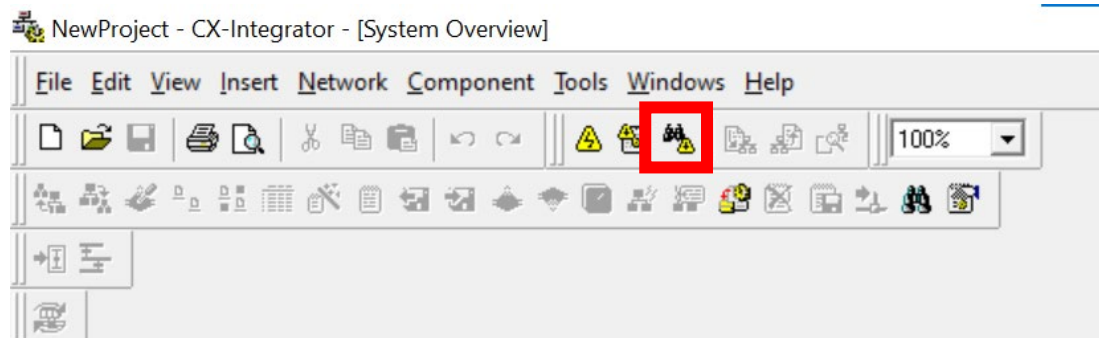 NewProject - CX-Integrator - [System Overview]
File Edit View Insert Network Component Tools Windows Help
100%